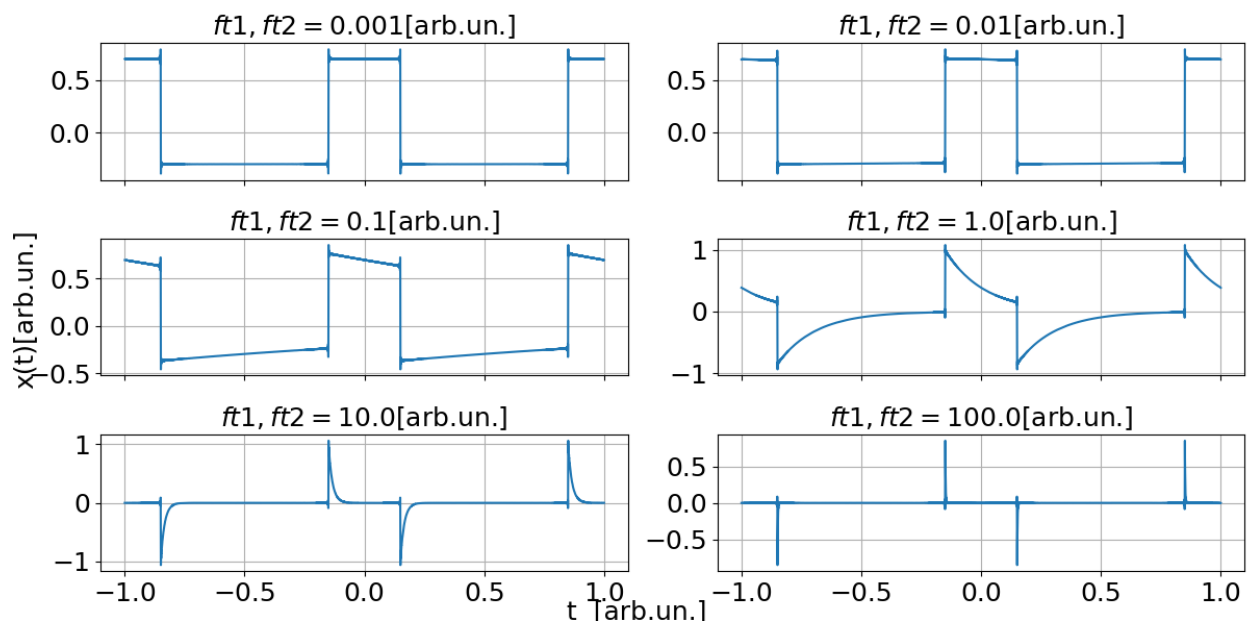 ft1, ft2 = 0.001[arb.un.]
ft1, ft2 = 0.01[arb.un.]
0.5
0.0
0.5
0.0
ft1, ft2 = 0.1[arb.un.]
ft1, ft2 = 1.0[arb.un.]
x(t)[arb.un.]
0.5
0.0
−0.5
1
0
−1
ft1, ft2 = 10.0[arb.un.]
ft1, ft2 = 100.0[arb.un.]
1
0
−1
0.5
0.0
−0.5
−1.0 −0.5 0.0 0.5 1.0
−1.0 −0.5 0.0 0.5 1.0
t [arb.un.]